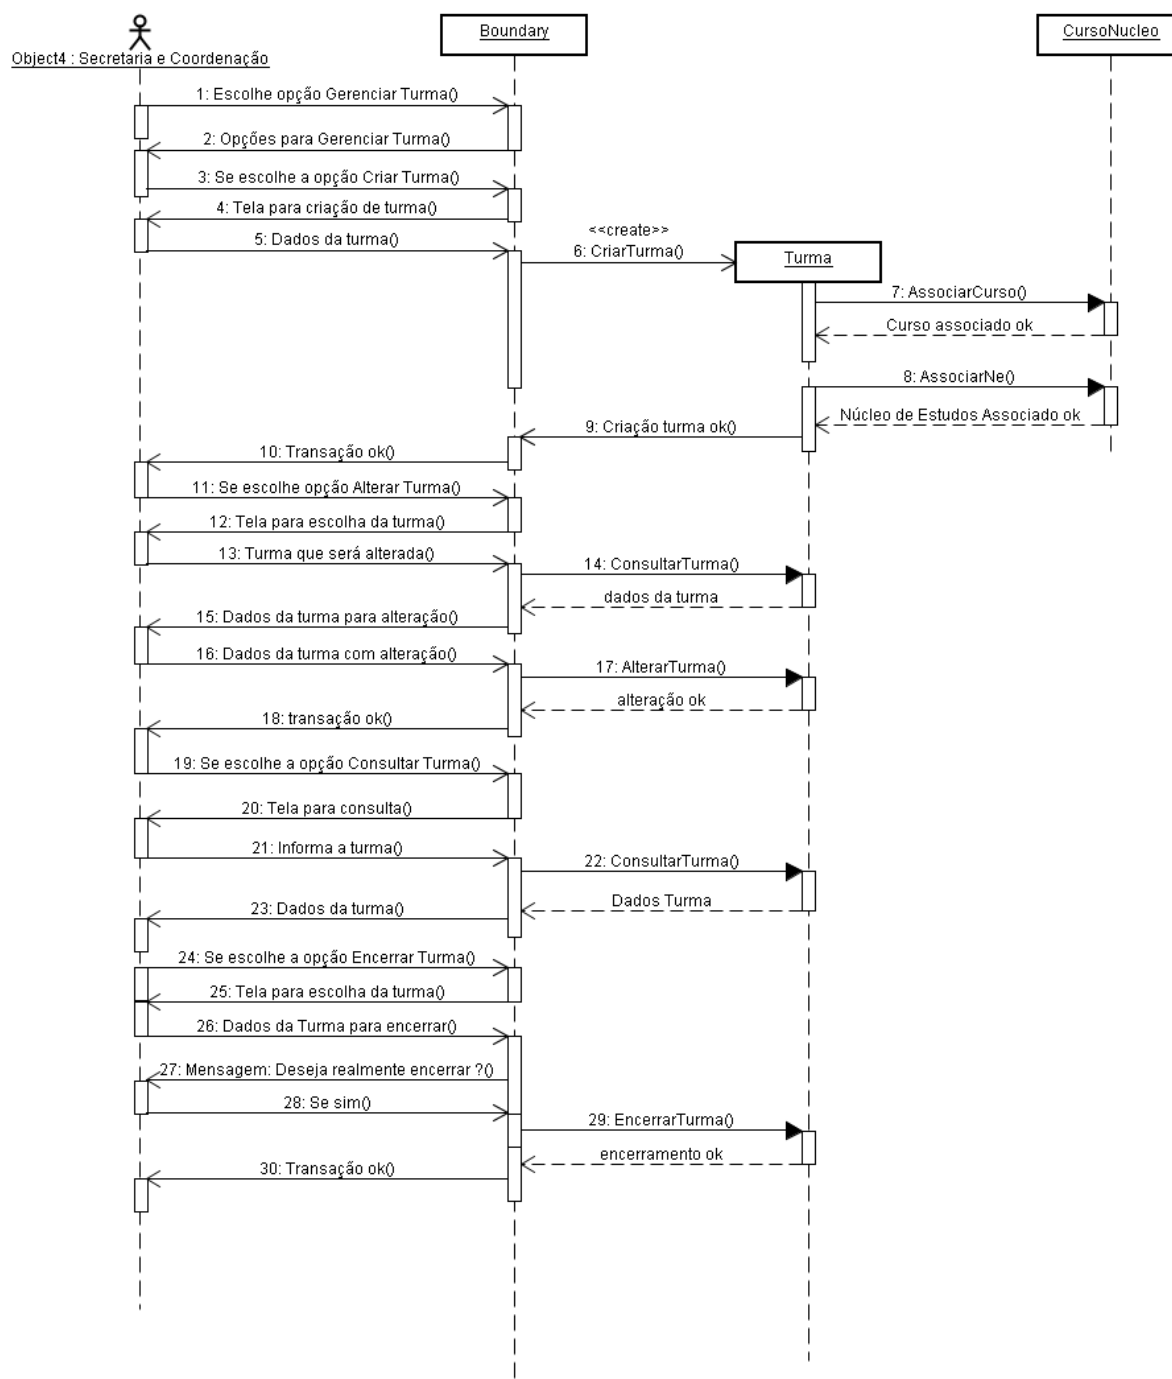 Boundary
CursoNucleo
Object4 : Secretaria e Coordenação
1: Escolhe opção Gerenciar Turma()
2: Opções para Gerenciar Turma()
3: Se escolhe a opção Criar Turma()
4: Tela para criação de turma()
5: Dados da turma()
<<create>>
6: CriarTurma()
Turma
7: AssociarCurso()
Curso associado ok
8: AssociarNe()
Núcleo de Estudos Associado ok
9: Criação turma ok()
10: Transação ok()
11: Se escolhe opção Alterar Turma()
12: Tela para escolha da turma()
13: Turma que será alterada()
14: ConsultarTurma()
dados da turma
15: Dados da turma para alteração()
16: Dados da turma com alteração()
17: AlterarTurma()
alteração ok
18: transação ok()
19: Se escolhe a opção Consultar Turma()
20: Tela para consulta()
21: Informa a turma()
22: ConsultarTurma()
Dados Turma
23: Dados da turma()
24: Se escolhe a opção Encerrar Turma()
25: Tela para escolha da turma()
26: Dados da Turma para encerrar()
27: Mensagem: Deseja realmente encerrar ?()
28: Se sim()
29: EncerrarTurma()
encerramento ok
30: Transação ok()